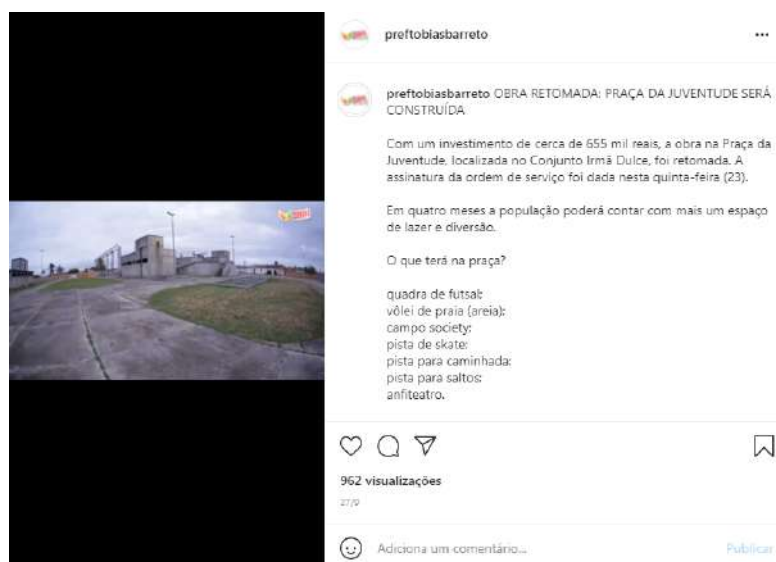 preftobiasbarreto
preftobiasbarreto OBRA RETOMADA: PRAÇA DA JUVENTUDE SERÁ
CONSTRUÍDA
Com um investimento de cerca de 655 mil reais, a obra na Praça da
Juventude, localizada no Conjunto Irmã Dulce, foi retomada. A
assinatura da ordem de serviço foi dada nesta quinta-feira (23).
Em quatro meses a população poderá contar com mais um espaço
de lazer e diversão.
O que terá na praça?
quadra de futsal;
vôlei de praia (areia);
campo society;
pista de skate;
pista para caminhada;
pista para saltos;
anfiteatro.
962 visualizações
27/9
Adiciona um comentário...
Publicar